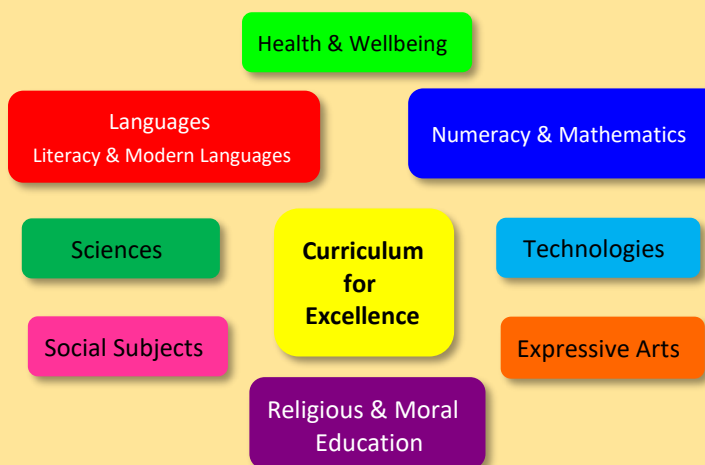 Health & Wellbeing
Languages
Literacy & Modern Languages
Numeracy & Mathematics
Sciences
Curriculum
for
Excellence
Technologies
Social Subjects
Expressive Arts
Religious & Moral
Education